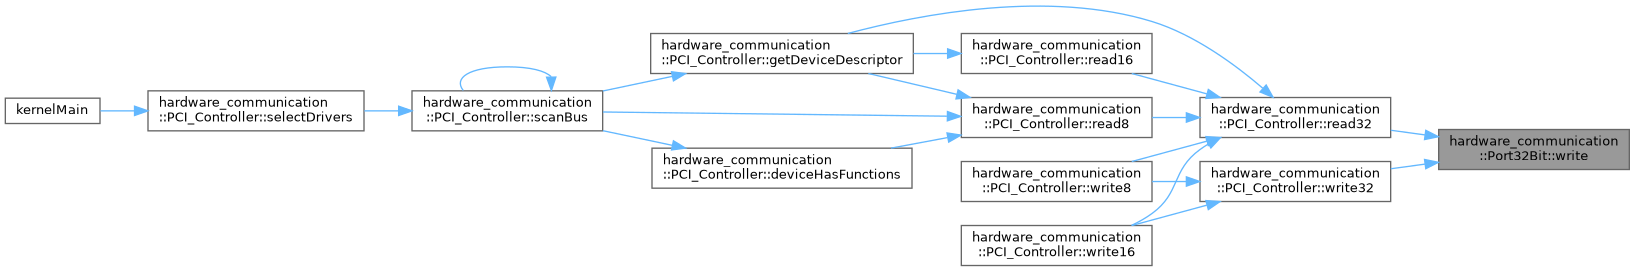 kernelMain
hardware_communication
::PCI_Controller::selectDrivers
hardware_communication
::PCI_Controller::scanBus
hardware_communication
::PCI_Controller::getDeviceDescriptor
hardware_communication
::PCI_Controller::deviceHasFunctions
hardware_communication
::PCI_Controller::read16
hardware_communication
::PCI_Controller::read8
hardware_communication
::PCI_Controller::write8
hardware_communication
::PCI_Controller::write16
hardware_communication
::PCI_Controller::read32
hardware_communication
::PCI_Controller::write32
hardware_communication
::Port32Bit::write